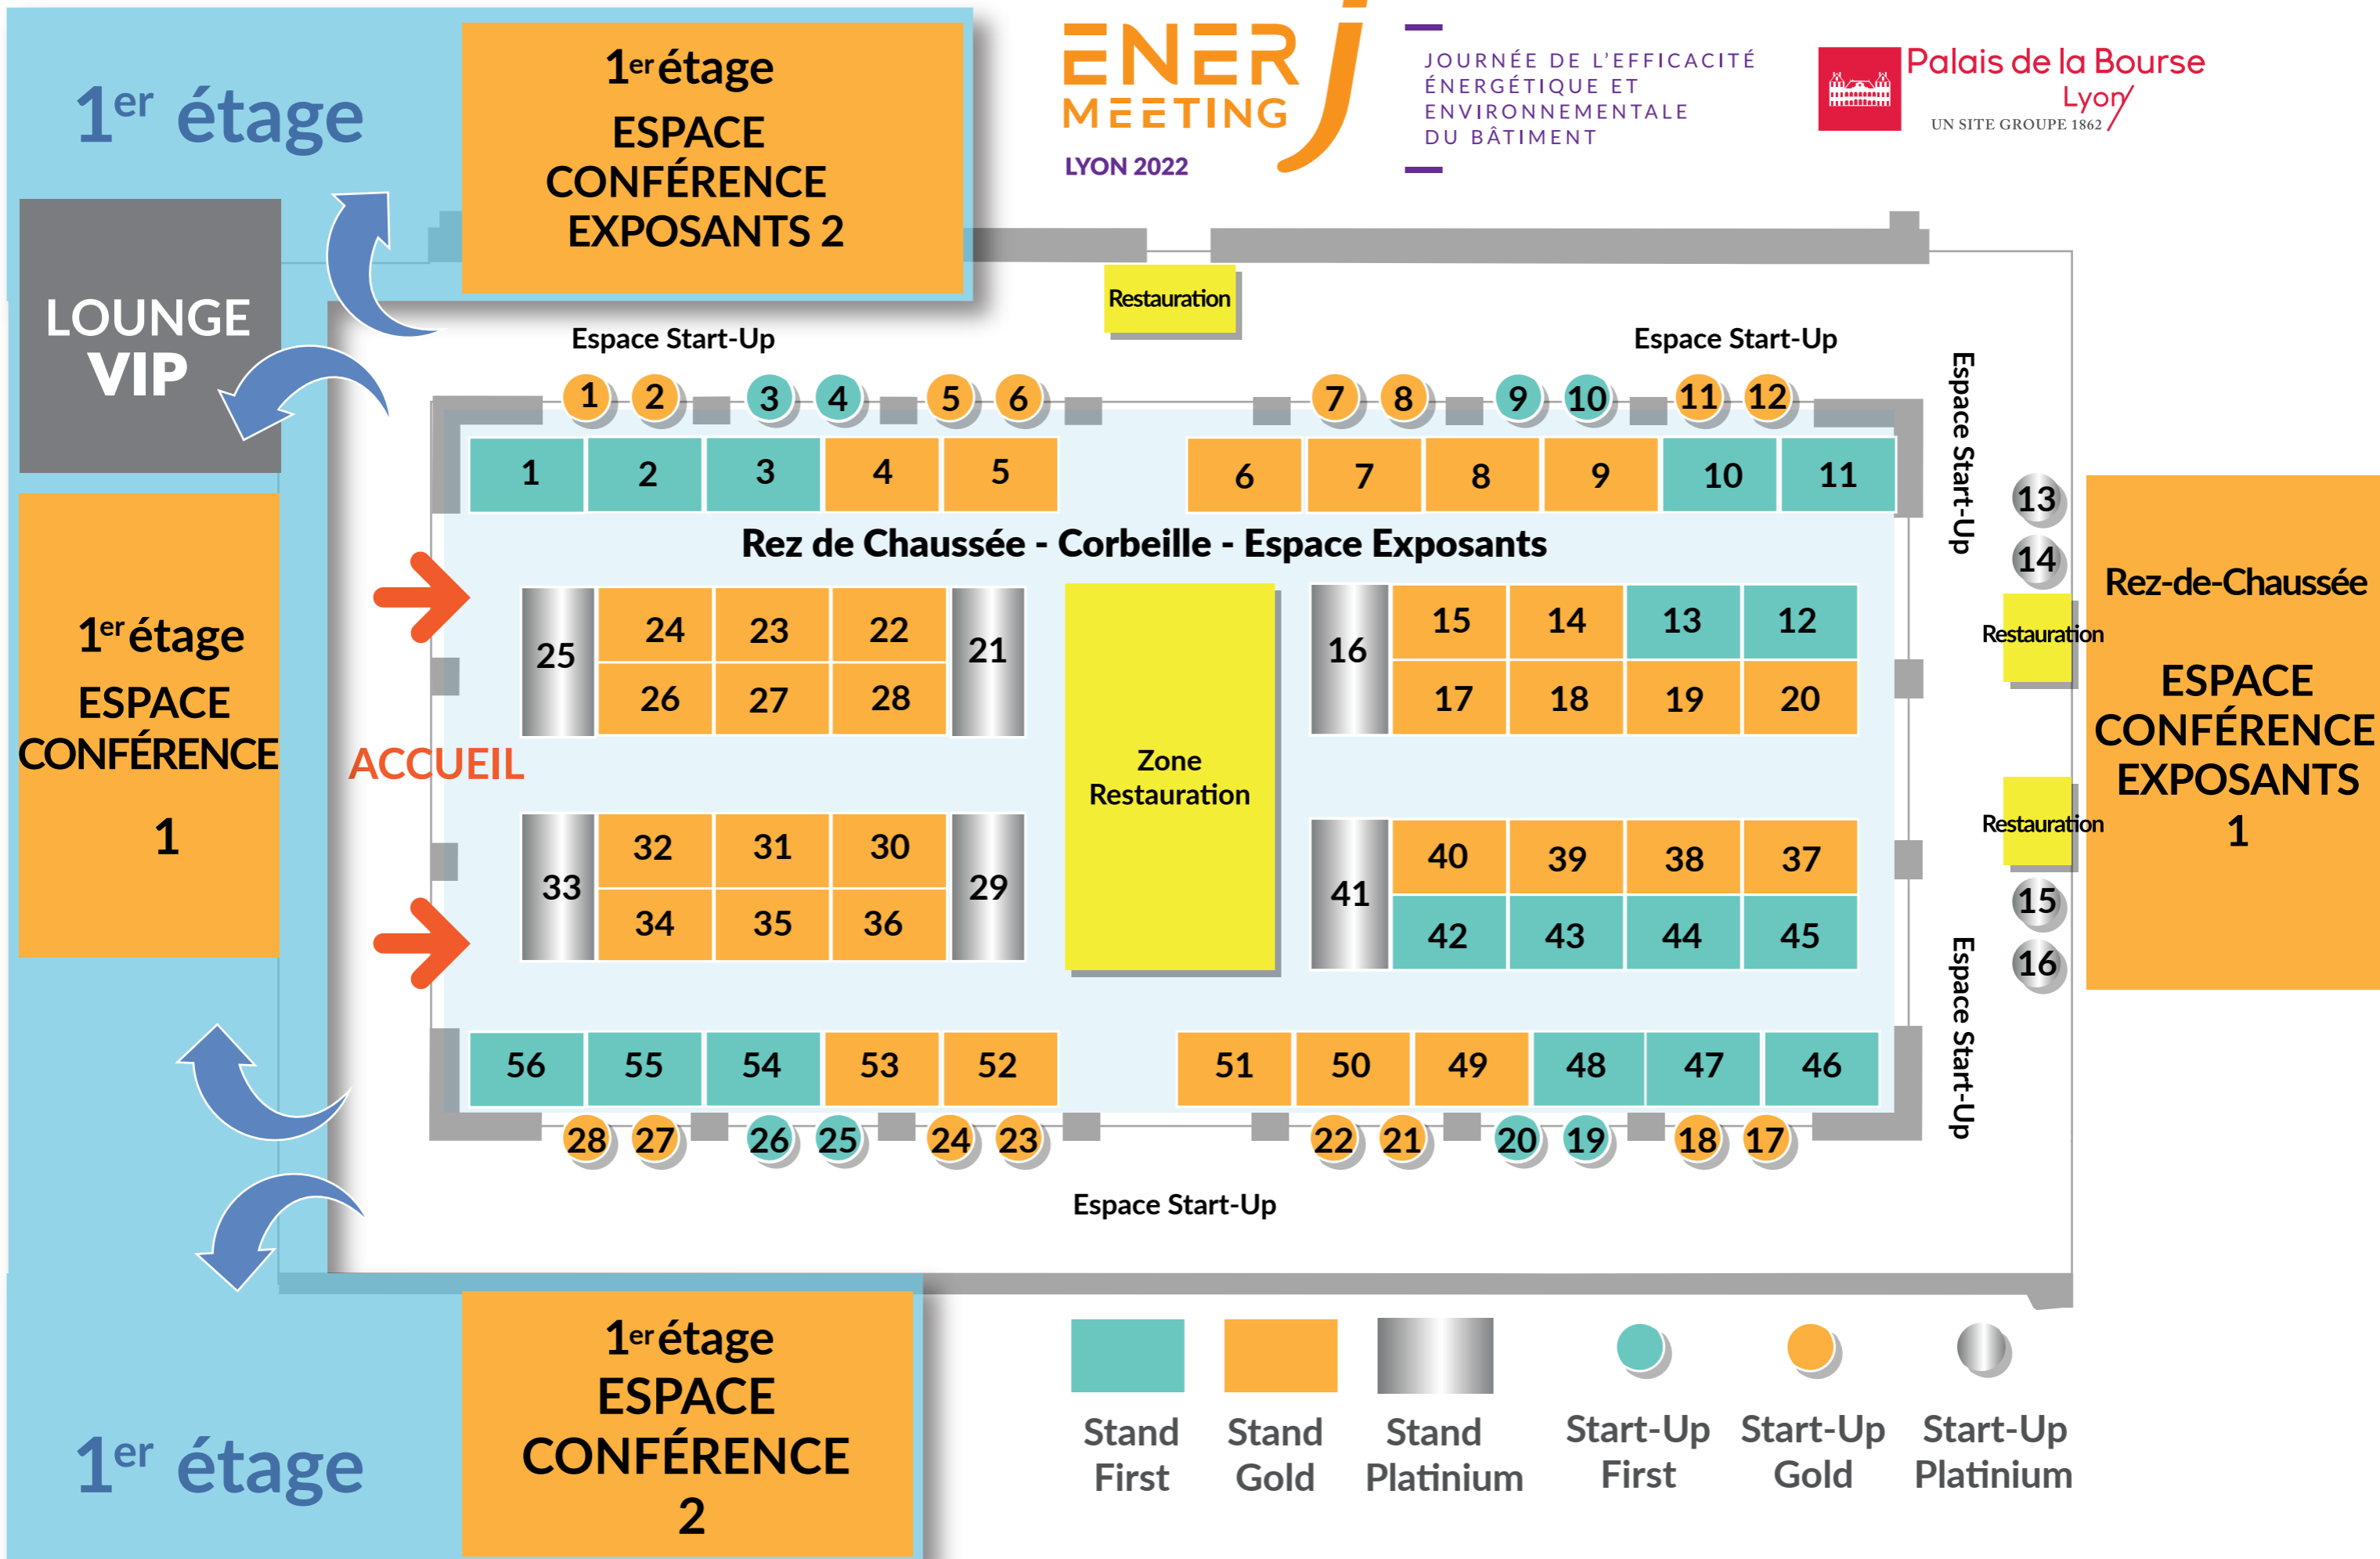 1er étage
1er étage
ESPACE
CONFÉRENCE
EXPOSANTS 2
ENERJ
MEETING
LYON 2022
JOURNÉE DE L'EFFICACITÉ
ÉNERGÉTIQUE ET
ENVIRONNEMENTALE
DU BÂTIMENT
Palais de la Bourse
Lyon
UN SITE GROUPE 1862
LOUNGE
VIP
Restauration
Espace Start-Up
Espace Start-Up
Espace Start-Up
1 2 3 4 5 6 7 8 9 10 11 12
1 2 3 4 5 6 7 8 9 10 11
13
14
Rez de Chaussée - Corbeille - Espace Exposants
25 24 23 22 21 16 15 14 13 12
26 27 28 17 18 19 20
Restauration
Rez-de-Chaussée
ESPACE
CONFÉRENCE
EXPOSANTS
1
1er étage
ESPACE
CONFÉRENCE
1
ACCUEIL
Zone
Restauration
Restauration
33 32 31 30 29 41 40 39 38 37
34 35 36 42 43 44 45
15
16
Espace Start-Up
56 55 54 53 52 51 50 49 48 47 46
28 27 26 25 24 23 22 21 20 19 18 17
Espace Start-Up
1er étage
1er étage
ESPACE
CONFÉRENCE
2
Stand
First
Stand
Gold
Stand
Platinium
Start-Up
First
Start-Up
Gold
Start-Up
Platinium